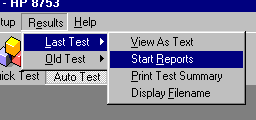 - HP 8753
tup Results Help
Last Test View As Text
Old Test Start Reports
uick Test Auto Test Print Test Summary
Display Filename